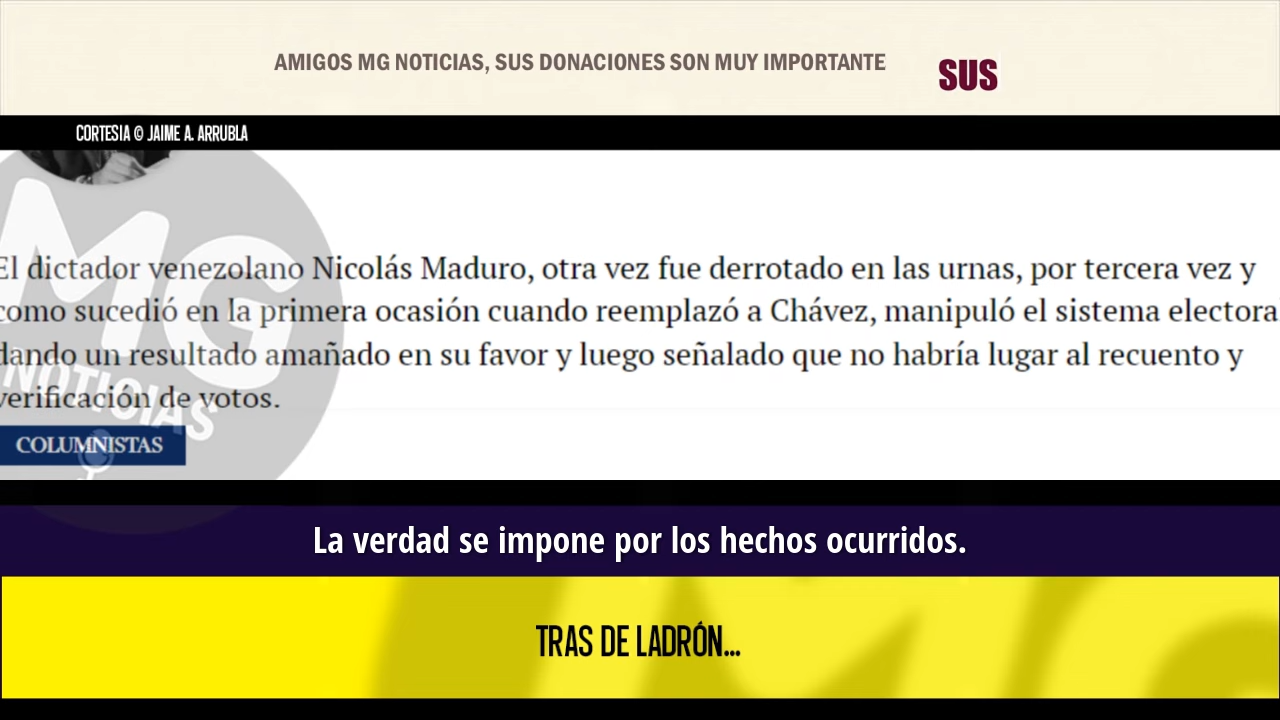 AMIGOS MG NOTICIAS, SUS DONACIONES SON MUY IMPORTANTE
SUS
CORTESIA © JAIME A. ARRUBLA
El dictador venezolano Nicolás Maduro, otra vez fue derrotado en las urnas, por tercera vez y
como sucedió en la primera ocasión cuando reemplazó a Chávez, manipuló el sistema electora
dando un resultado amañado en su favor y luego señalado que no habría lugar al recuento y
verificación de votos.
MG
NOTICIAS
COLUMNISTAS
La verdad se impone por los hechos ocurridos.
TRAS DE LADRÓN...